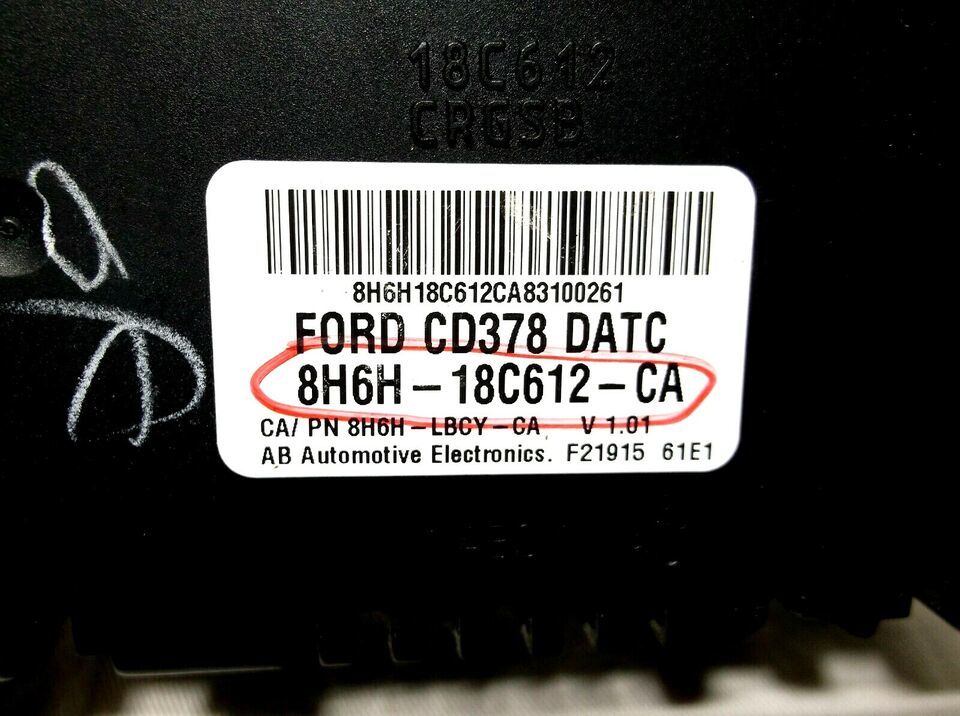 18C612
CRGSB
8H6H18C612CA83100261
FORD CD378 DATC
8H6H-18C612-CA
CA/ PN 8H6H-LBCY-CA V 1.01
AB Automotive Electronics. F21915 61E1